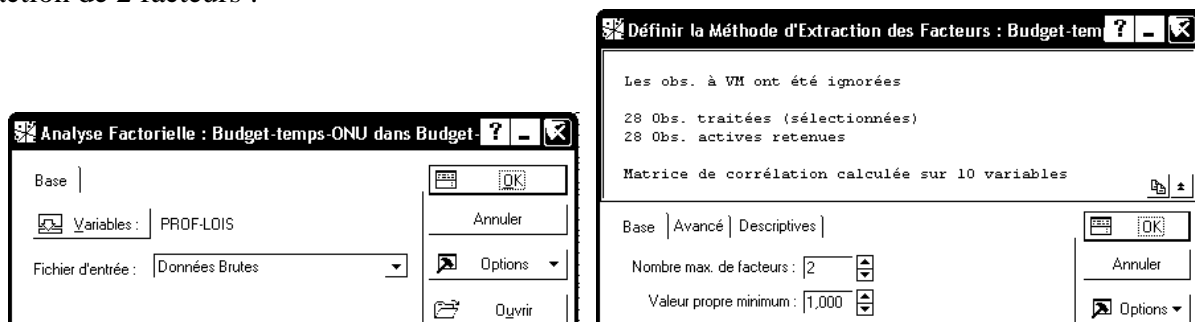 de 2 facteurs :
Analyse Factorielle : Budget-temps-ONU dans Budget-
Base
OK
Variables : PROF-LOIS
Annuler
Fichier d'entrée : Données Brutes
Options
Ouvrir
Définir la Méthode d'Extraction des Facteurs : Budget-tem
Les obs. à VM ont été ignorées
28 Obs. traitées (sélectionnées)
28 Obs. actives retenues
Matrice de corrélation calculée sur 10 variables
Base Avancé Descriptives
OK
Nombre max. de facteurs : 2
Annuler
Valeur propre minimum : 1,000
Options